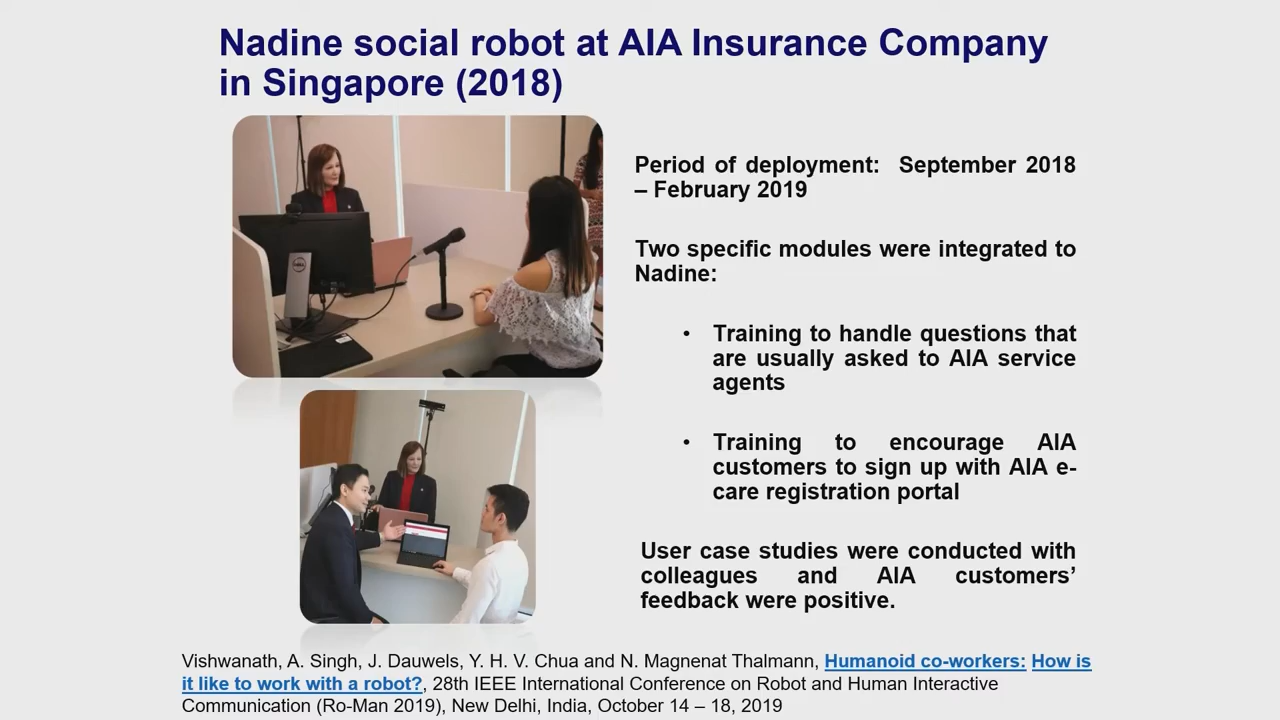 Nadine social robot at AIA Insurance Company
in Singapore (2018)
Period of deployment: September 2018
– February 2019
Two specific modules were integrated to
Nadine:
• Training to handle questions that
are usually asked to AIA service
agents
• Training to encourage AIA
customers to sign up with AIA e-
care registration portal
User case studies were conducted with
colleagues and AIA customers’
feedback were positive.
Vishwanath, A. Singh, J. Dauwels, Y. H. V. Chua and N. Magnenat Thalmann, Humanoid co-workers: How is
it like to work with a robot?, 28th IEEE International Conference on Robot and Human Interactive
Communication (Ro-Man 2019), New Delhi, India, October 14 – 18, 2019
DELL